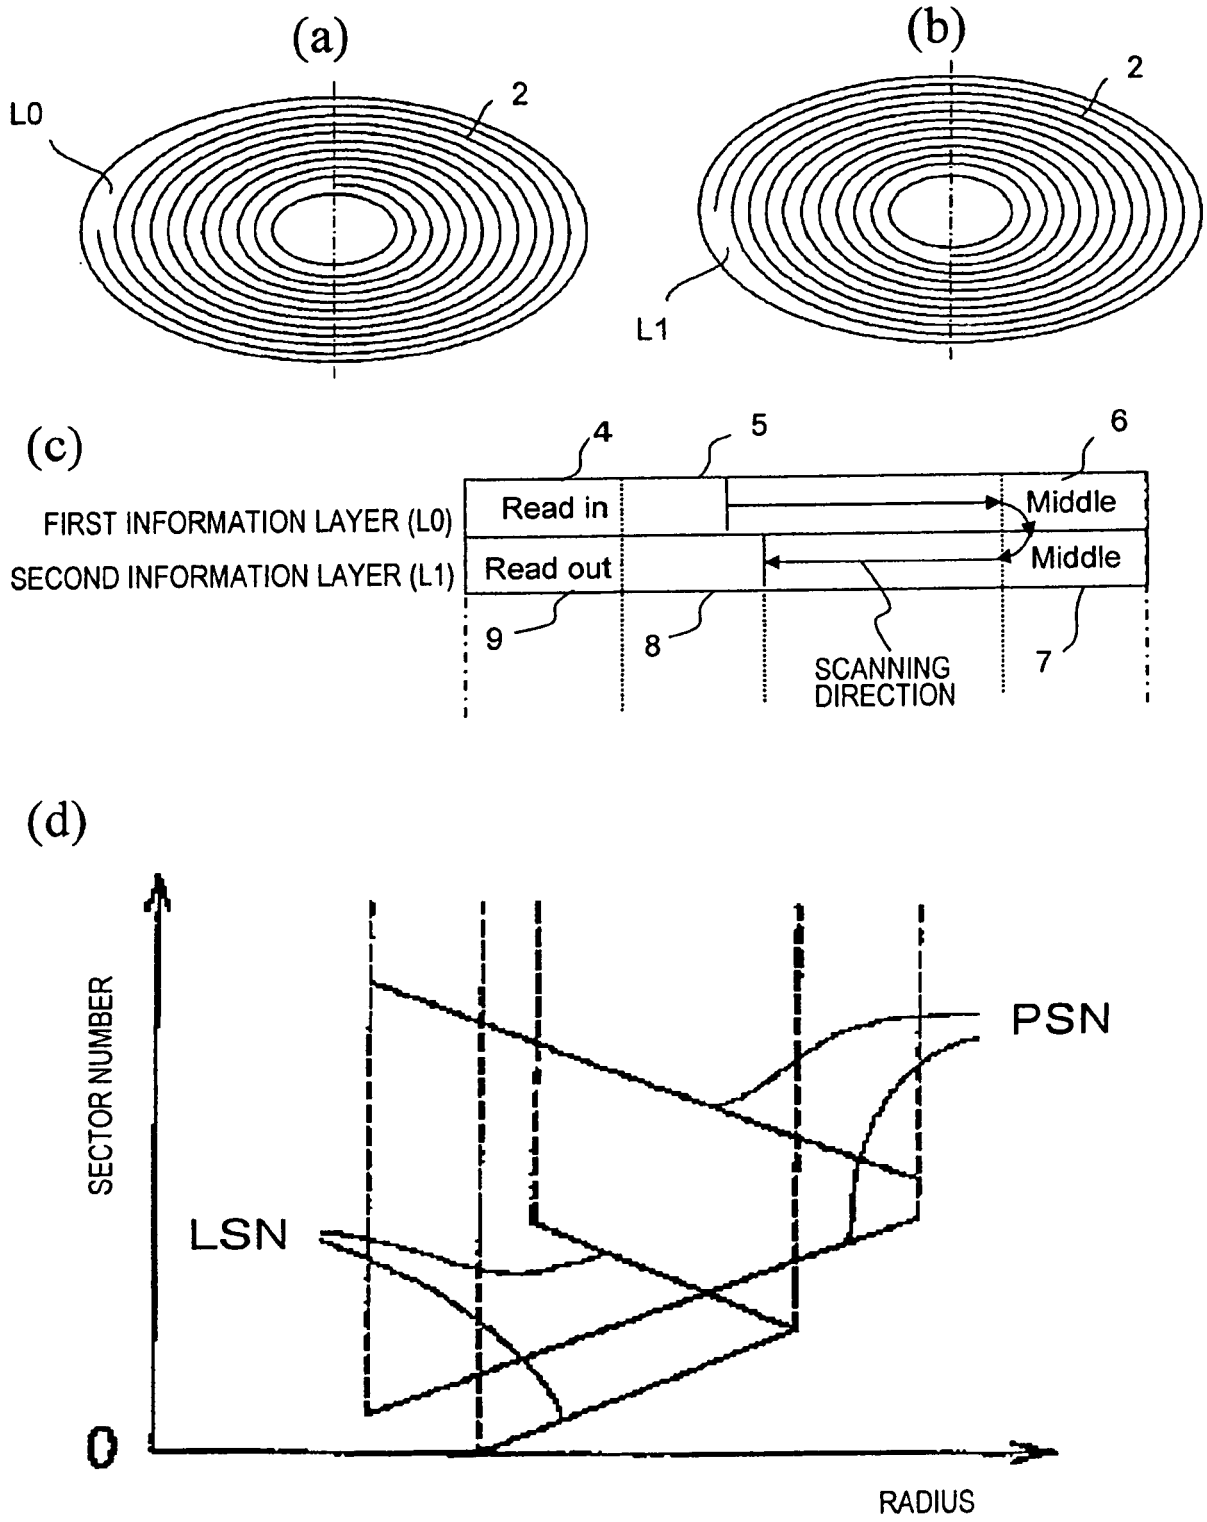 (a)
(b)
L0
2
2
L1
(c)
4
5
6
FIRST INFORMATION LAYER (L0)
Read in
Middle
SECOND INFORMATION LAYER (L1)
Read out
Middle
9
8
7
SCANNING
DIRECTION
(d)
SECTOR NUMBER
PSN
LSN
0
RADIUS